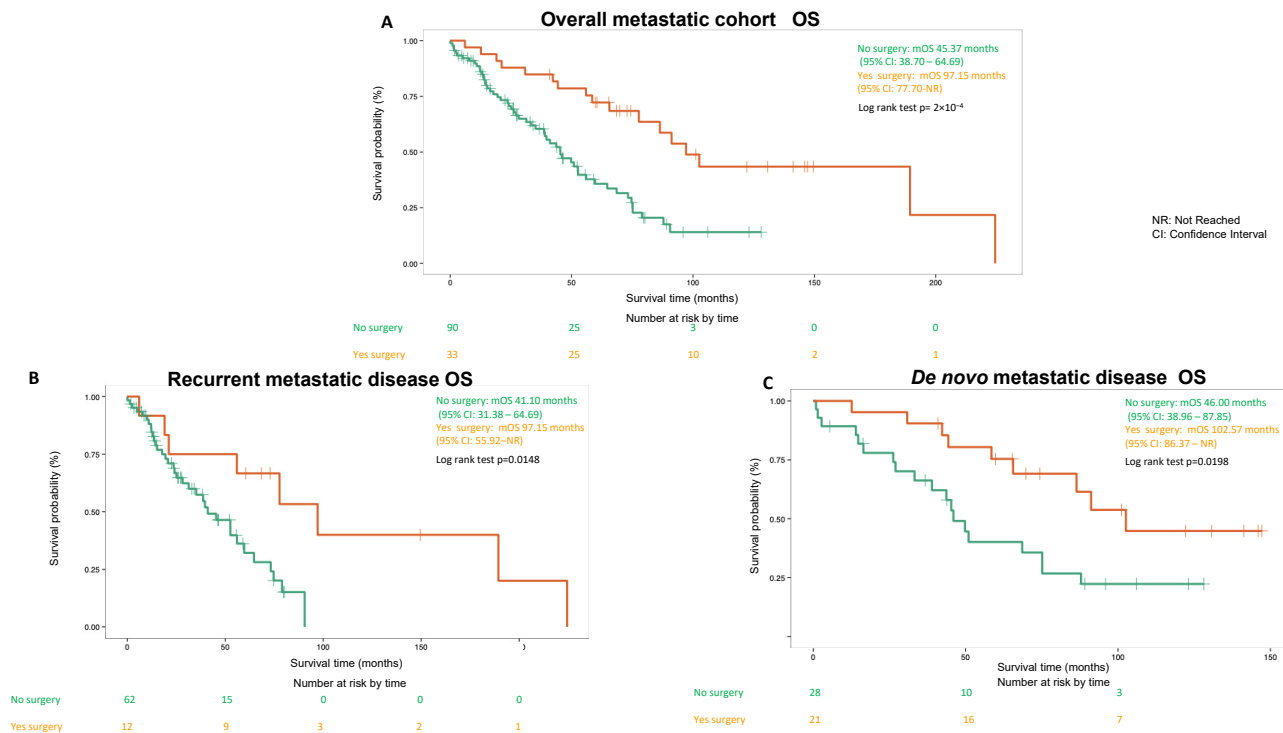 A
Overall metastatic cohort OS
No surgery: mOS 45.37 months
(95% CI: 38.70 – 64.69)
Yes surgery: mOS 97.15 months
(95% CI: 77.70-NR)
Log rank test p= 2×10⁻⁴
Survival probability (%)
1.00
0.75
0.50
0.25
0.00
0 50 100 150 200
Survival time (months)
Number at risk by time
No surgery 90 25 3 0 0
Yes surgery 33 25 10 2 1
NR: Not Reached
CI: Confidence Interval
B
Recurrent metastatic disease OS
No surgery: mOS 41.10 months
(95% CI: 31.38 – 64.69)
Yes surgery: mOS 97.15 months
(95% CI: 55.92–NR)
Log rank test p=0.0148
Survival probability (%)
1.00
0.75
0.50
0.25
0.00
0 50 150 0
Survival time (months)
Number at risk by time
No surgery 62 15 0 0 0
Yes surgery 12 9 3 2 1
C
De novo metastatic disease OS
No surgery: mOS 46.00 months
(95% CI: 38.96 – 87.85)
Yes surgery: mOS 102.57 months
(95% CI: 86.37 – NR)
Log rank test p=0.0198
Survival probability (%)
1.00
0.75
0.50
0.25
0 50 100 150
Survival time (months)
Number at risk by time
No surgery 28 10 3
Yes surgery 21 16 7